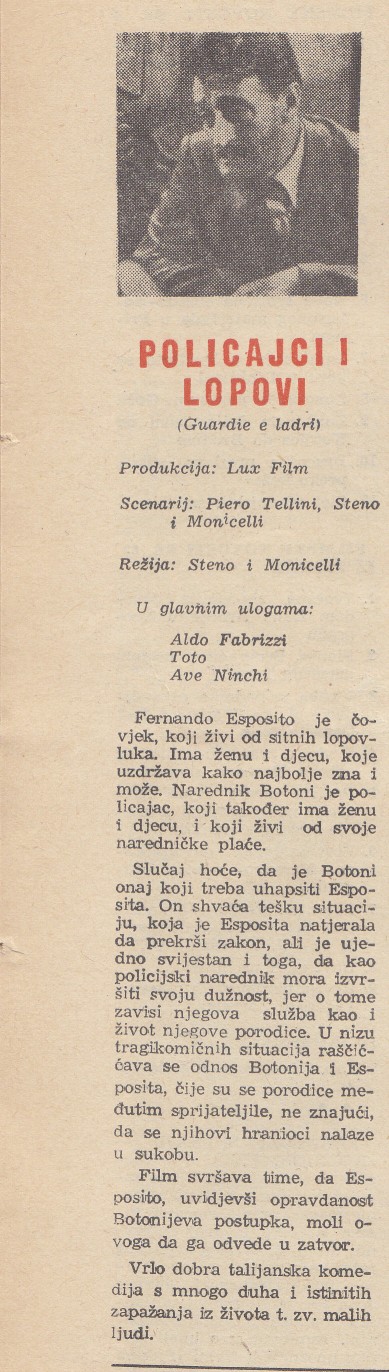 POLICAJCI I
LOPOVI
(Guardie e ladri)
Produkcija: Lux Film
Scenarij: Piero Tellini, Steno
i Monicelli
Režija: Steno i Monicelli
U glavnim ulogama:
Aldo Fabrizzi
Toto
Ave Ninchi
Fernando Esposito je čo-
vjek, koji živi od sitnih lopov-
luka. Ima ženu i djecu, koje
uzdržava kako najbolje zna i
može. Narednik Botoni je po-
licajac, koji također ima ženu
i djecu, i koji živi od svoje
naredničke plaće.
Slučaj hoće, da je Botoni
onaj koji treba uhapsiti Espo-
sita. On shvaća tešku situaci-
ju, koja je Esposita natjerala
da prekrši zakon, ali je uje-
dno svijestan i toga, da kao
policijski narednik mora izvr-
šiti svoju dužnost, jer o tome
zavisi njegova služba kao i
život njegove porodice. U nizu
tragikomičnih situacija raščić-
ćava se odnos Botonija i Es-
posita, čije su se porodice me-
đutim sprijateljile, ne znajući,
da se njihovi hranioci nalaze
u sukobu.
Film svršava time, da Es-
posito, uvidjevši opravdanost
Botonijeva postupka, moli o-
voga da ga odvede u zatvor.
Vrlo dobra talijanska kome-
dija s mnogo duha i istinitih
zapažanja iz života t. zv. malih
ljudi.